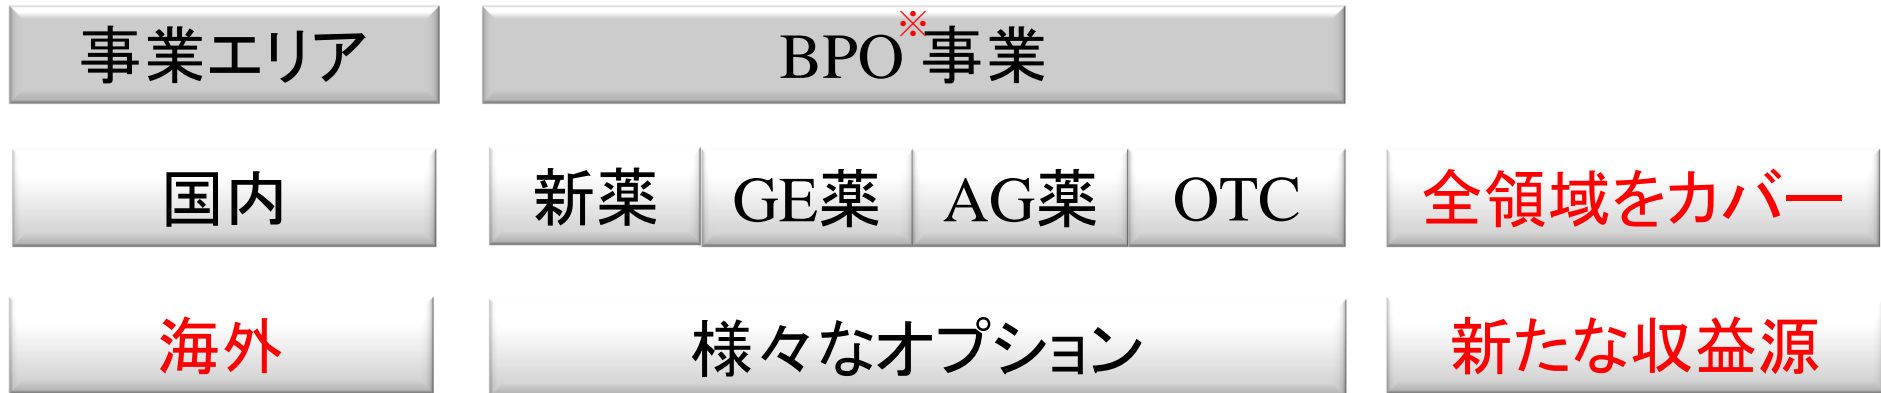 事業エリア
BPO※事業
国内
新薬 GE薬 AG薬 OTC
全領域をカバー
海外
様々なオプション
新たな収益源